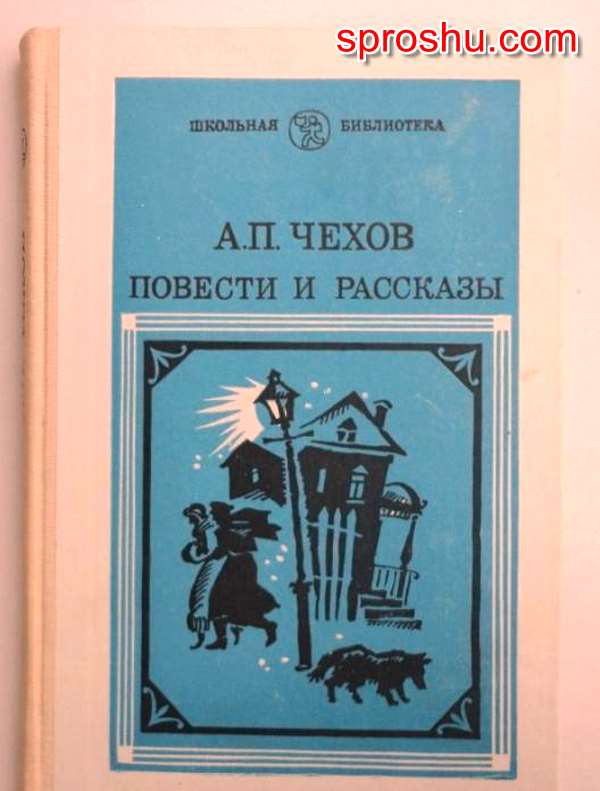 sproshu.com
ШКОЛЬНАЯ БИБЛИОТЕКА
А.П. ЧЕХОВ
ПОВЕСТИ И РАССКАЗЫ